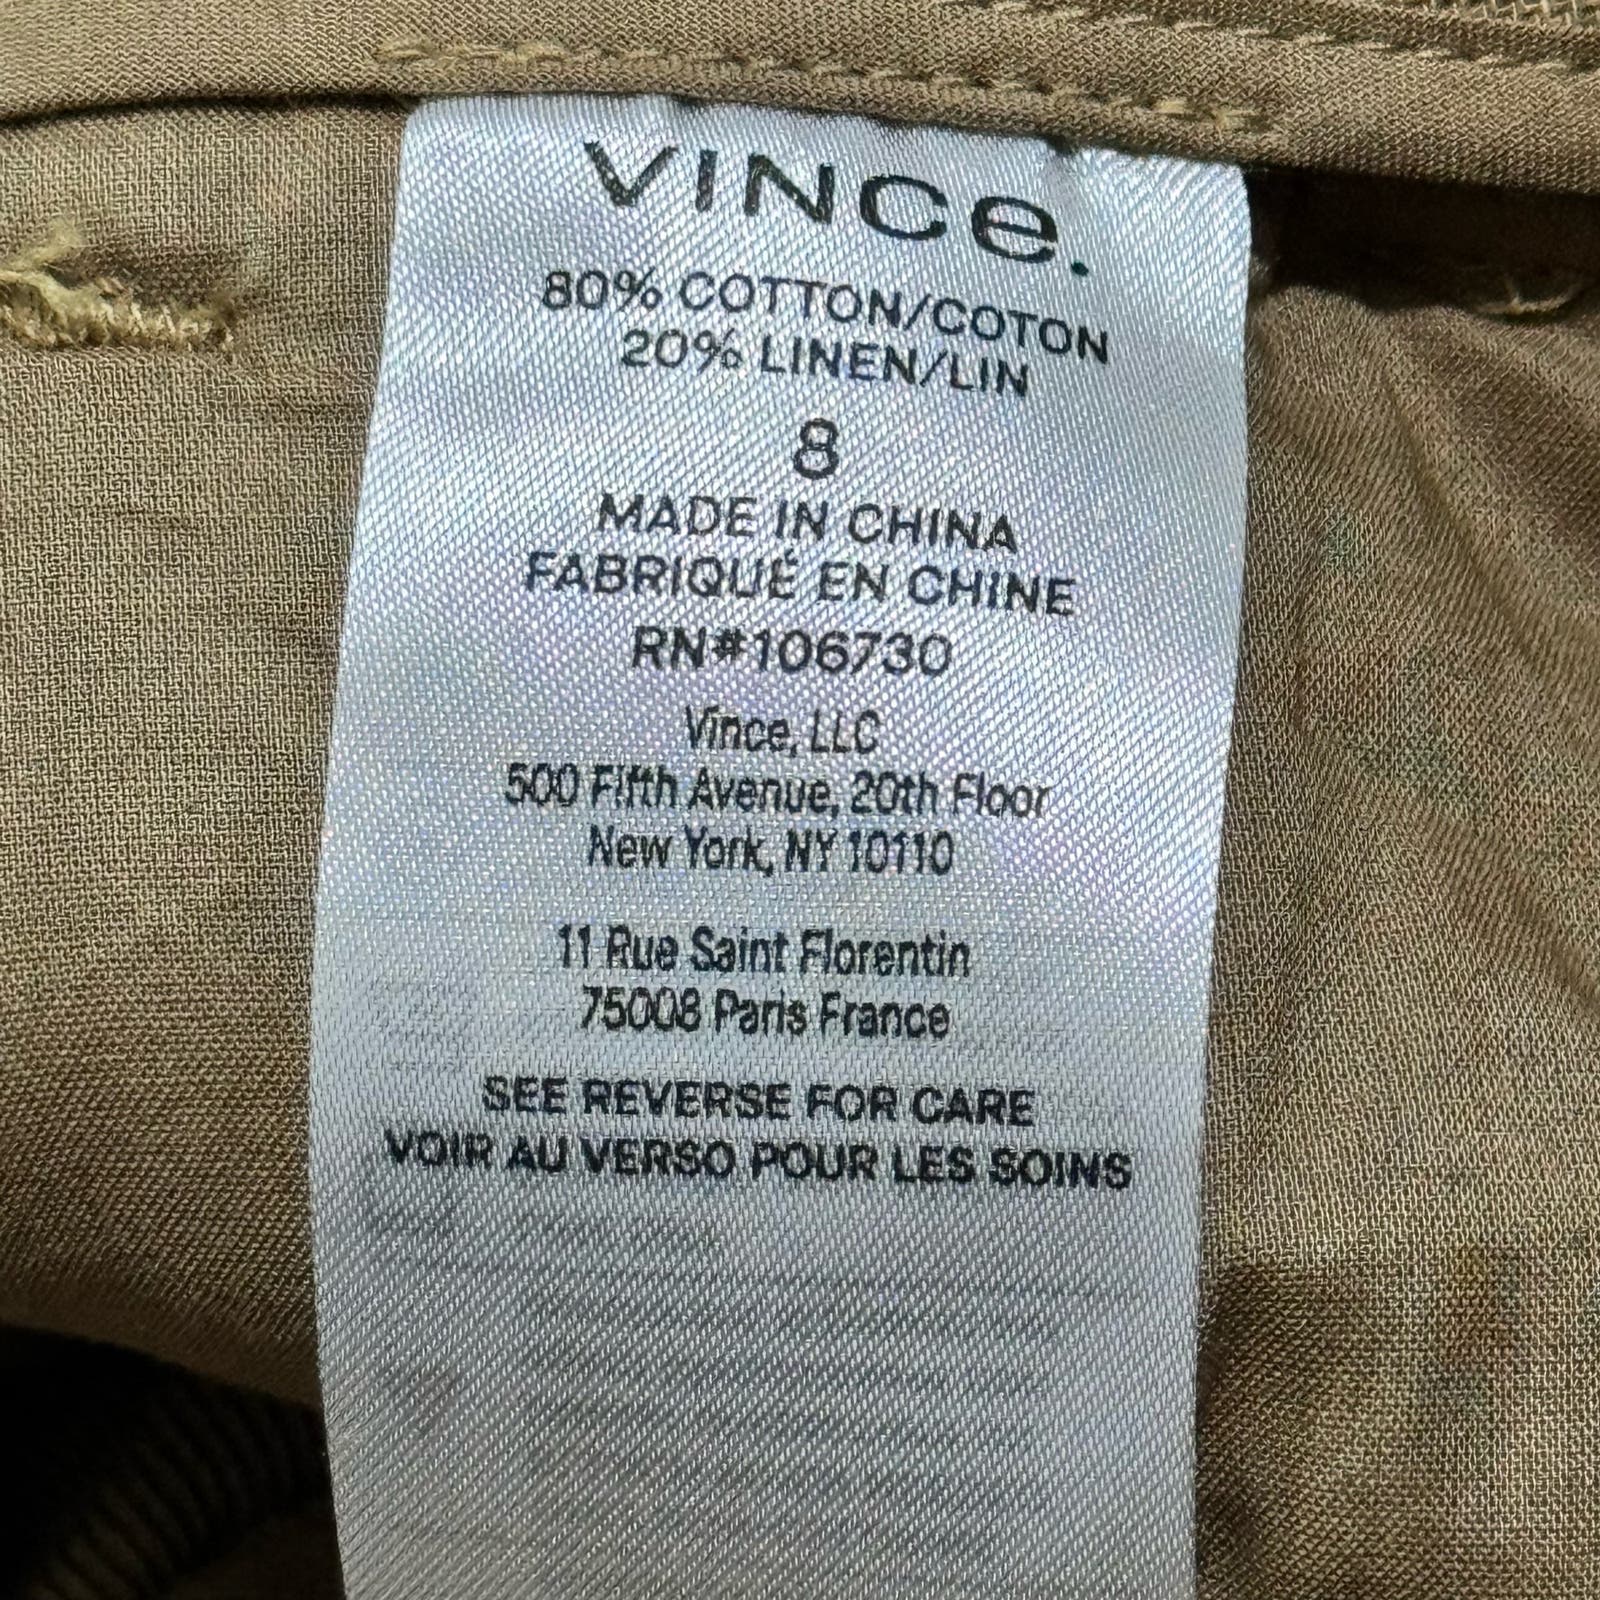 VINCe.
80% COTTON/COTON
20% LINEN/LIN
8
MADE IN CHINA
FABRIQUÉ EN CHINE
RN#106730
Vince, LLC
500 Fifth Avenue, 20th Floor
New York, NY 10110
11 Rue Saint Florentin
75008 Paris France
SEE REVERSE FOR CARE
VOIR AU VERSO POUR LES SOINS